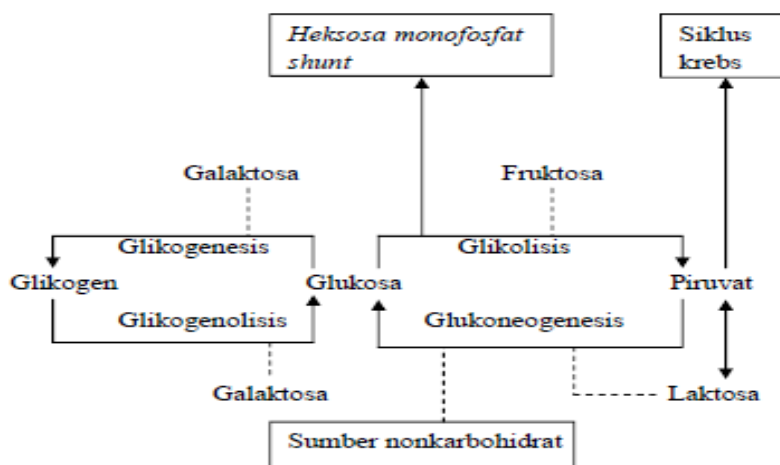 Heksosa monofosfat
shunt
Siklus
krebs
Galaktosa
Fruktosa
Glikogenesis
Glikolisis
Glikogen
Glukosa
Piruvat
Glikogenolisis
Glukoneogenesis
Galaktosa
Laktosa
Sumber nonkarbohidrat